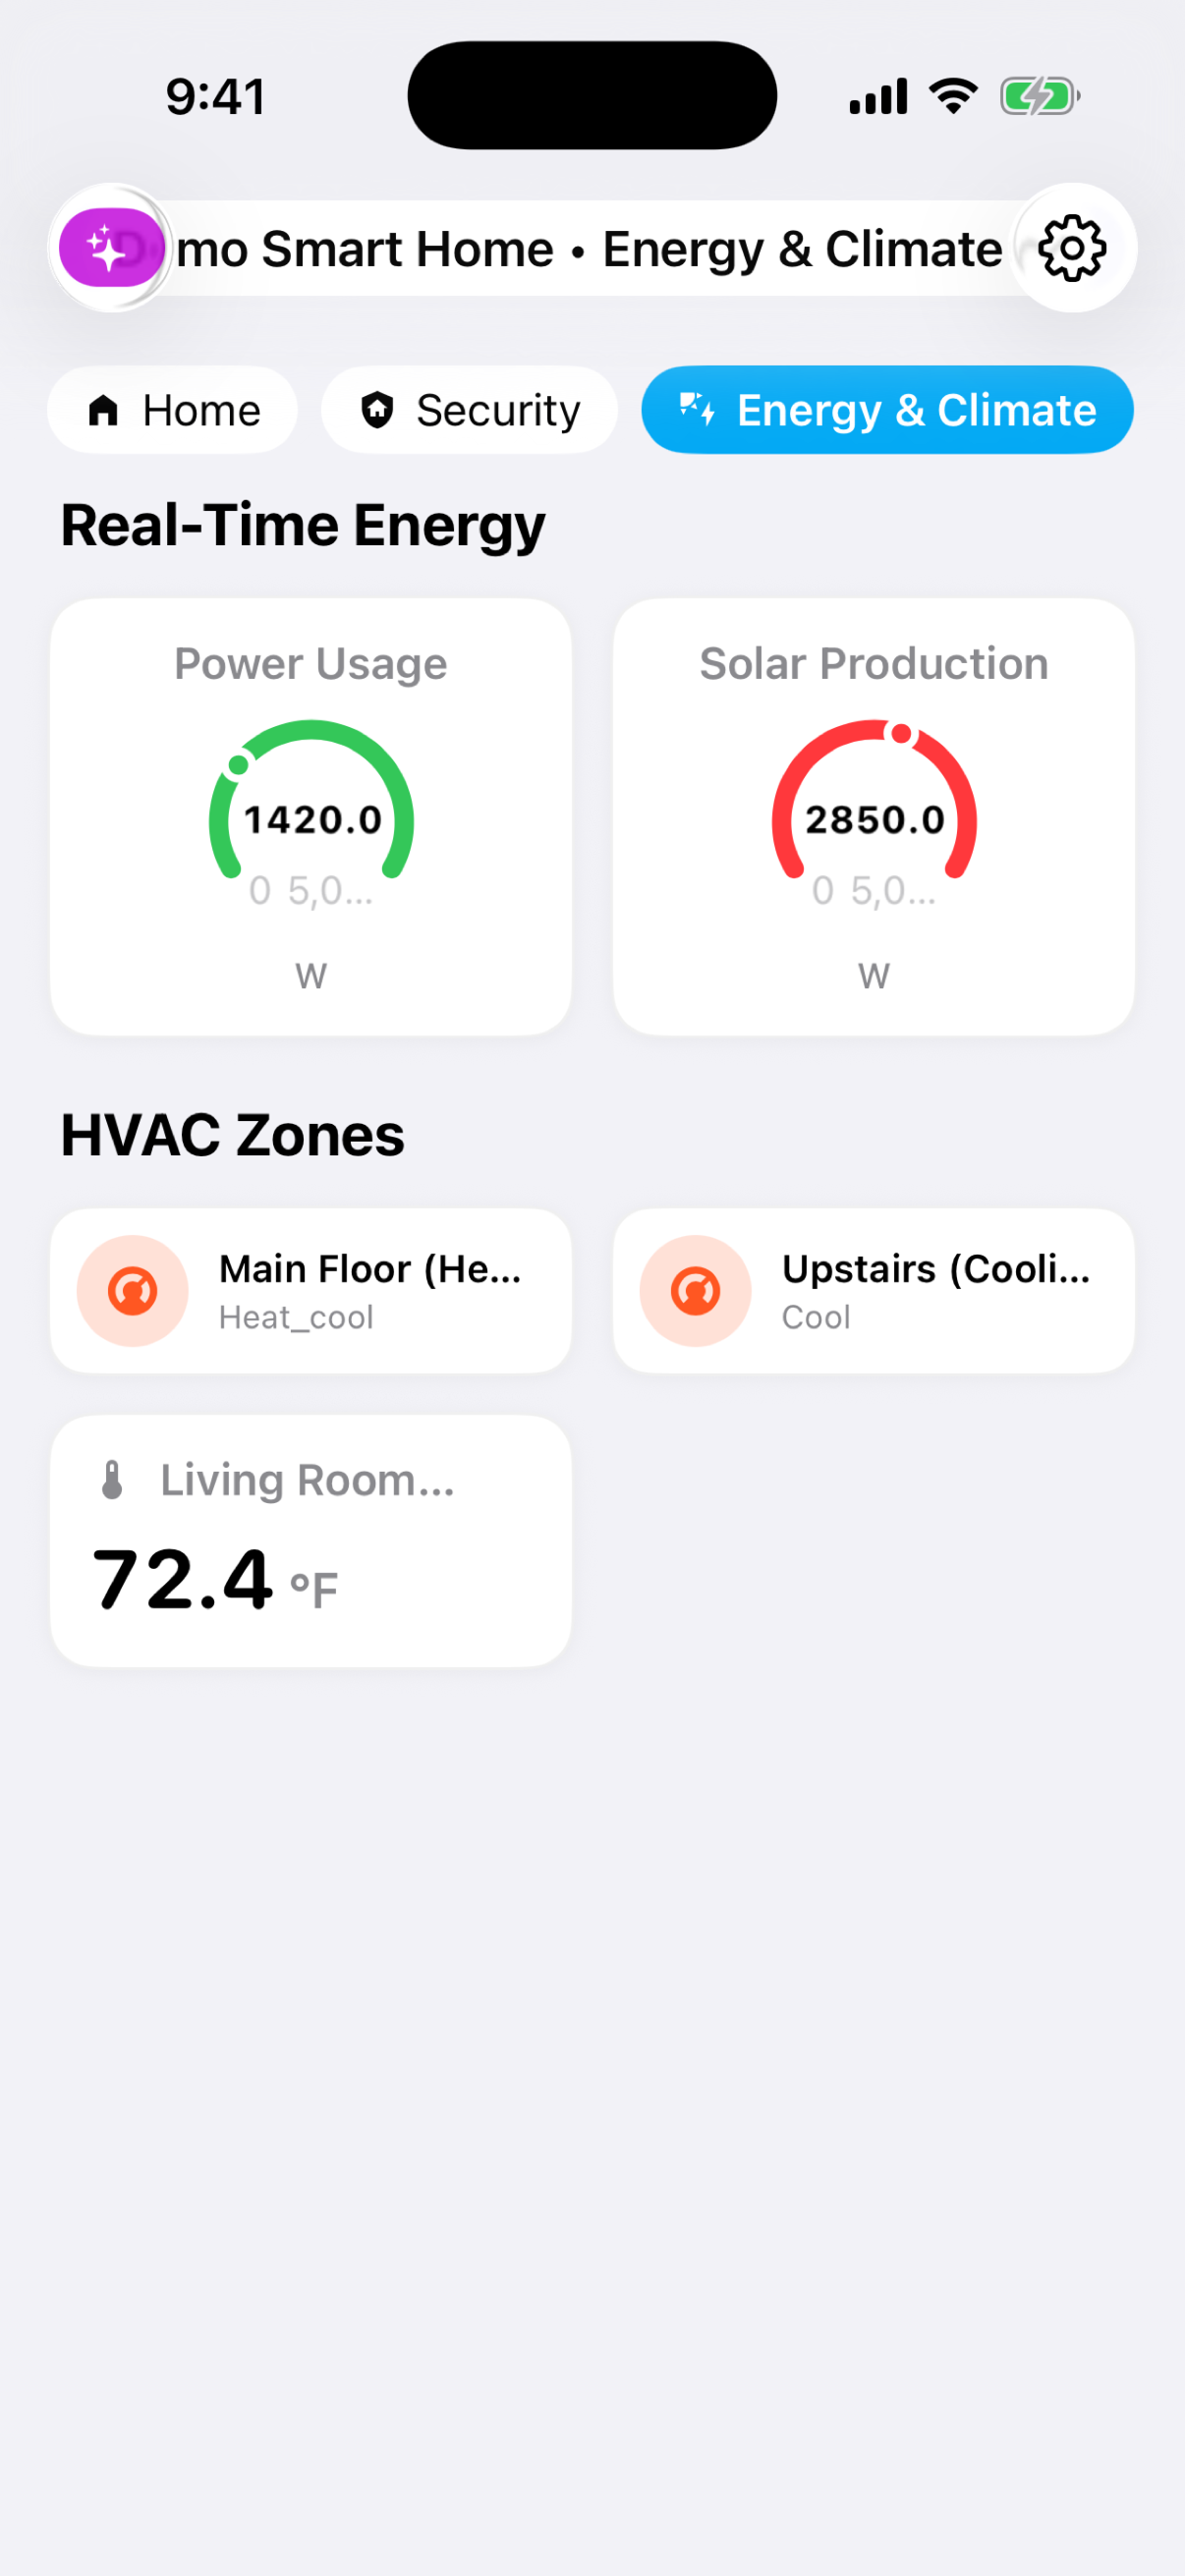 9:41
Demo Smart Home • Energy & Climate
Home
Security
Energy & Climate
Real-Time Energy
Power Usage
Solar Production
1420.0
2850.0
0 5,0...
0 5,0...
W
W
HVAC Zones
Main Floor (He...
Heat_cool
Upstairs (Cooli...
Cool
Living Room...
72.4 °F